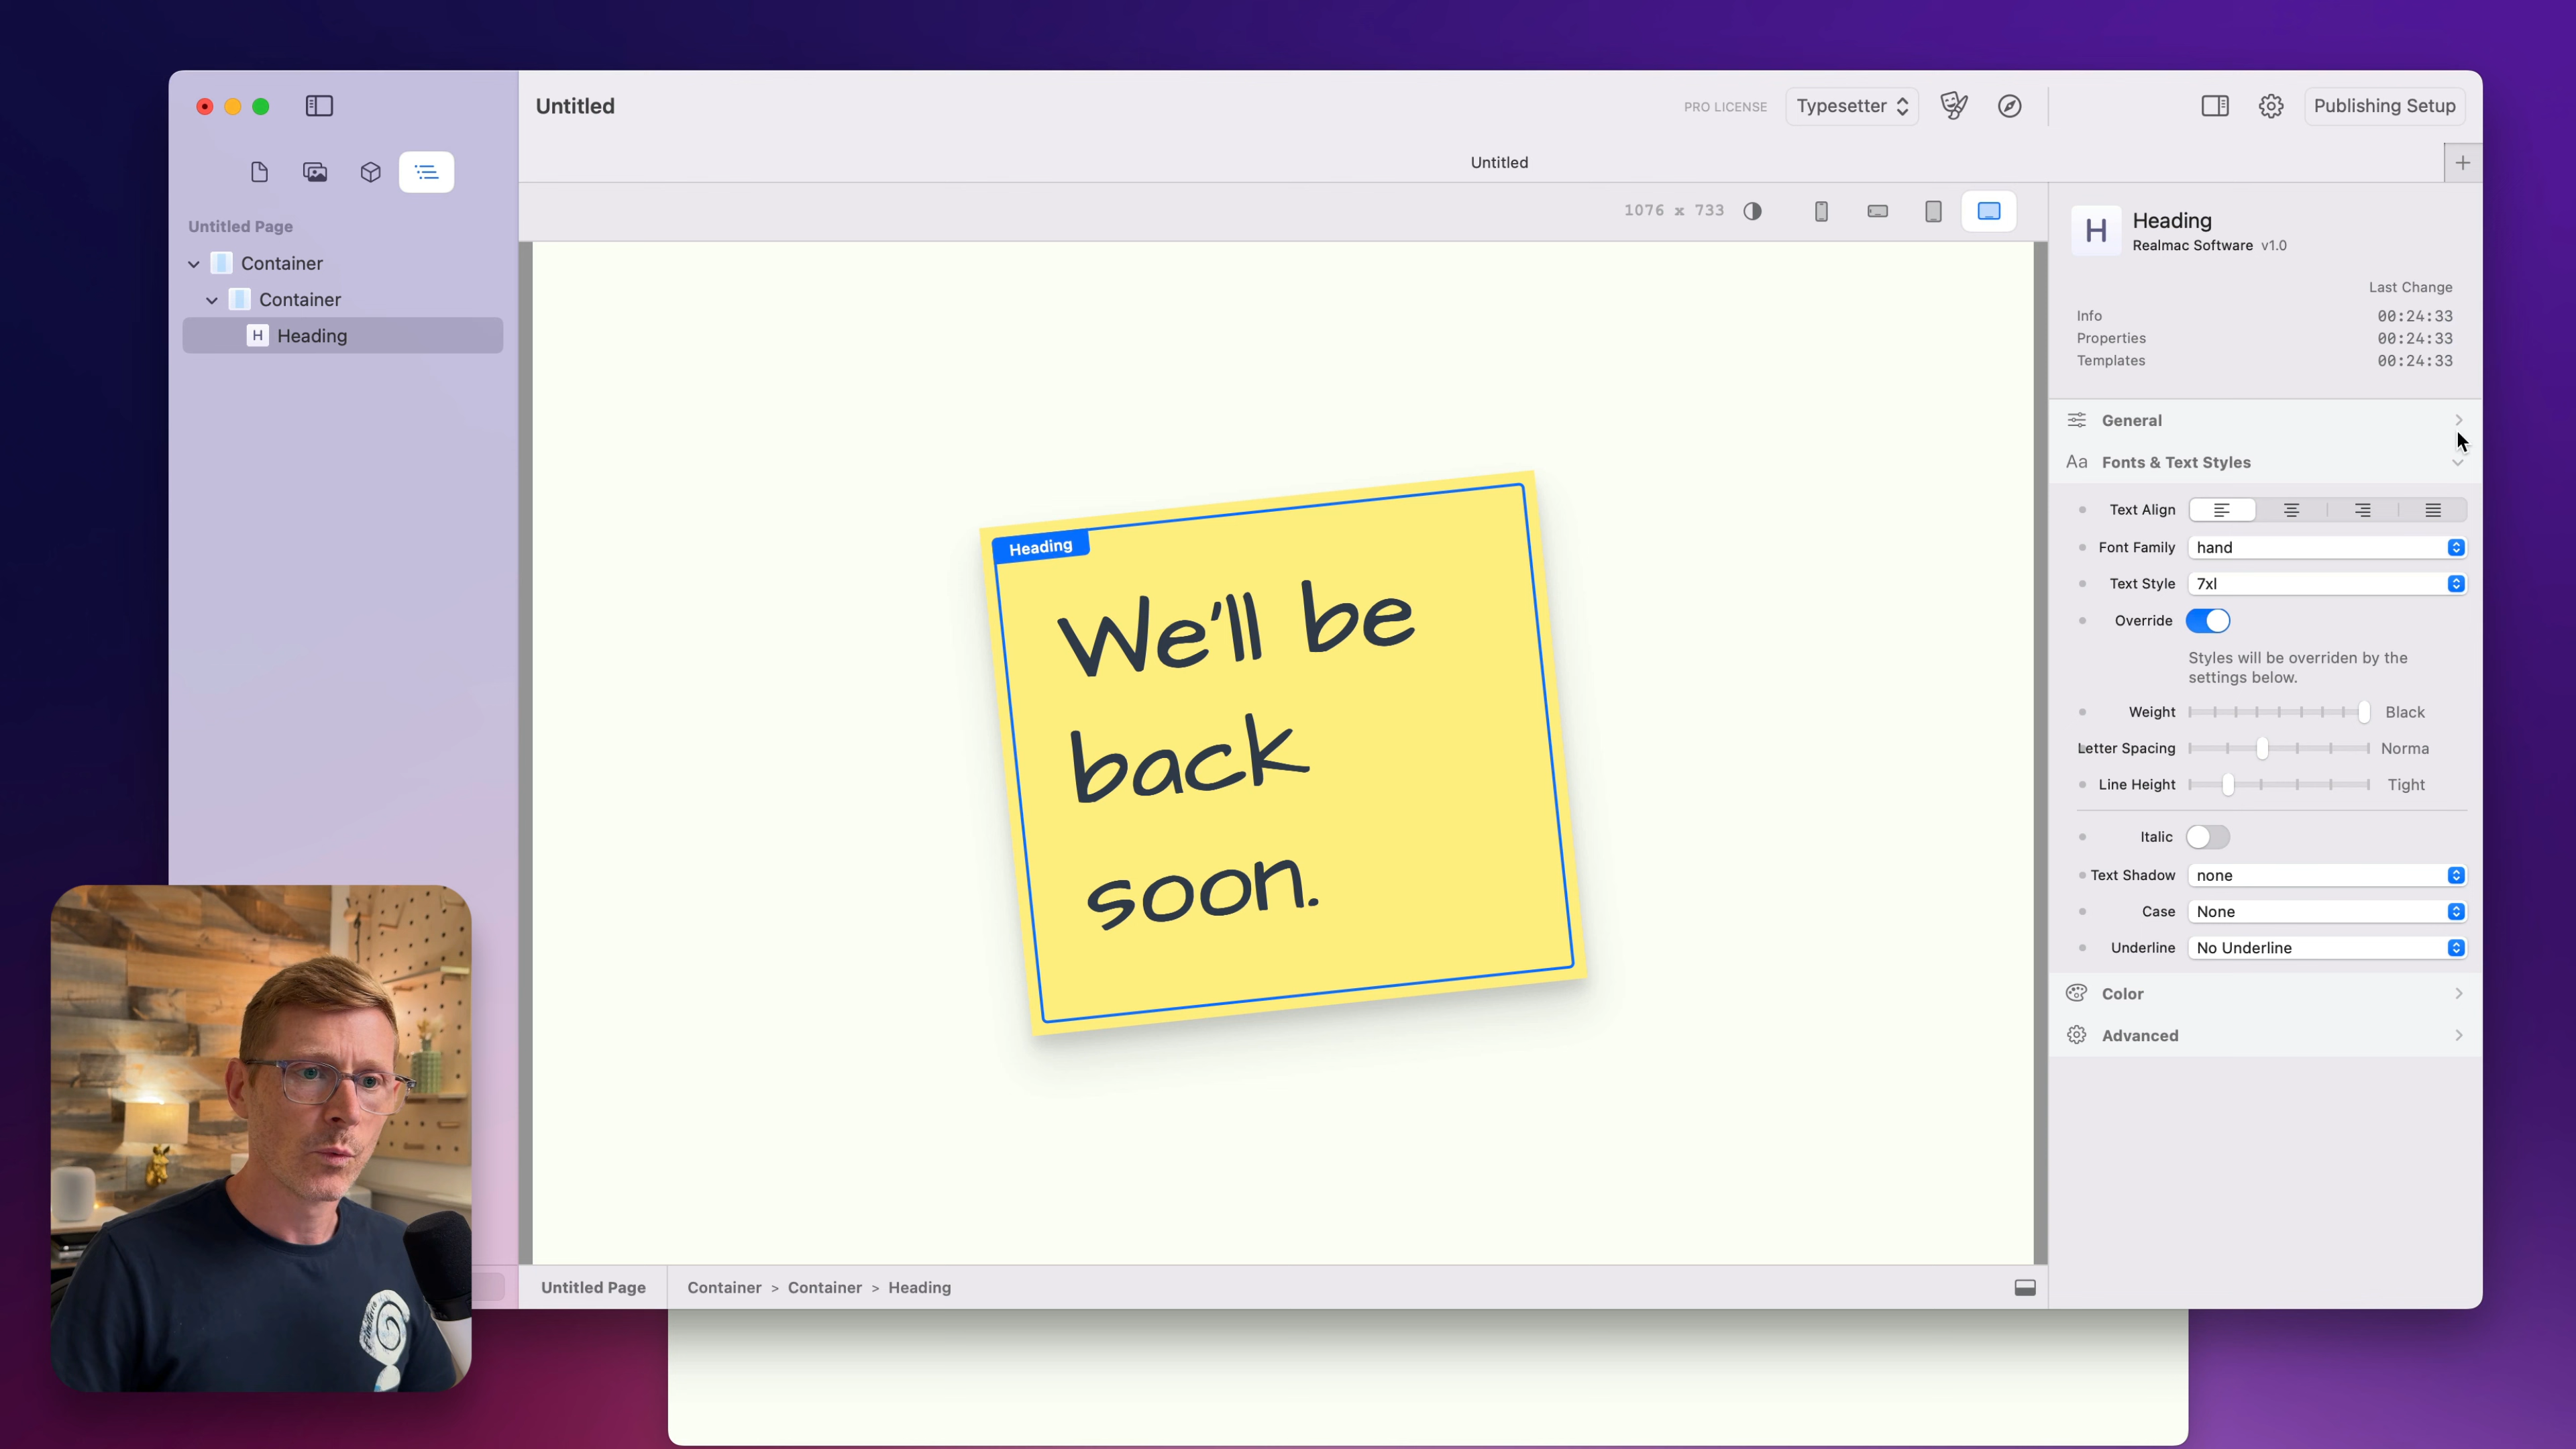 Untitled
PRO LICENSE
Typesetter
Publishing Setup
Untitled
Untitled Page
Container
Container
H Heading
1076 x 733
Heading
We'll be
back
soon.
H
Heading
Realmac Software v1.0
Last Change
Info 00:24:33
Properties 00:24:33
Templates 00:24:33
General
Aa Fonts & Text Styles
Text Align
Font Family hand
Text Style 7xl
Override
Styles will be overriden by the
settings below.
Weight Black
Letter Spacing Norma
Line Height Tight
Italic
Text Shadow none
Case None
Underline No Underline
Color
Advanced
Untitled Page
Container > Container > Heading